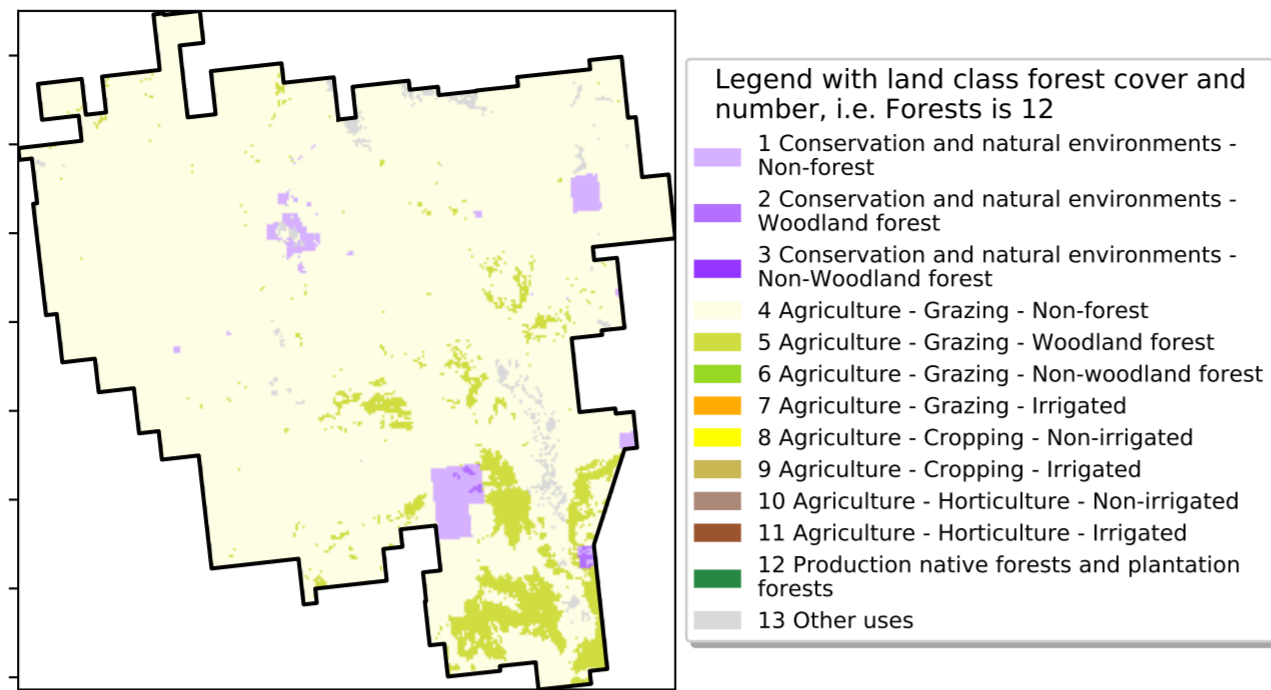 Legend with land class forest cover and
number, i.e. Forests is 12
1 Conservation and natural environments -
Non-forest
2 Conservation and natural environments -
Woodland forest
3 Conservation and natural environments -
Non-Woodland forest
4 Agriculture - Grazing - Non-forest
5 Agriculture - Grazing - Woodland forest
6 Agriculture - Grazing - Non-woodland forest
7 Agriculture - Grazing - Irrigated
8 Agriculture - Cropping - Non-irrigated
9 Agriculture - Cropping - Irrigated
10 Agriculture - Horticulture - Non-irrigated
11 Agriculture - Horticulture - Irrigated
12 Production native forests and plantation
forests
13 Other uses